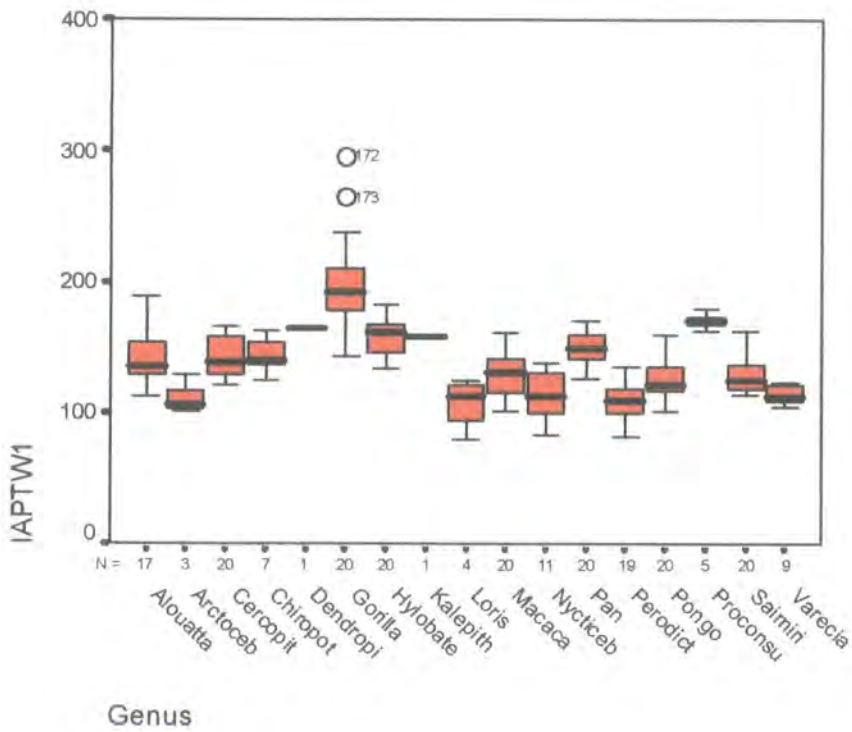 400
300
200
100
0
IAPTW1
172
173
N = 17 3 20 7 1 20 20 1 4 20 11 20 19 20 5 20 9
Alouatta
Arctoceb
Cercopit
Chiropot
Dendropi
Gorilla
Hylobate
Kalepith
Loris
Macaca
Nycticeb
Pan
Perodict
Pongo
Proconsu
Saimiri
Varecia
Genus